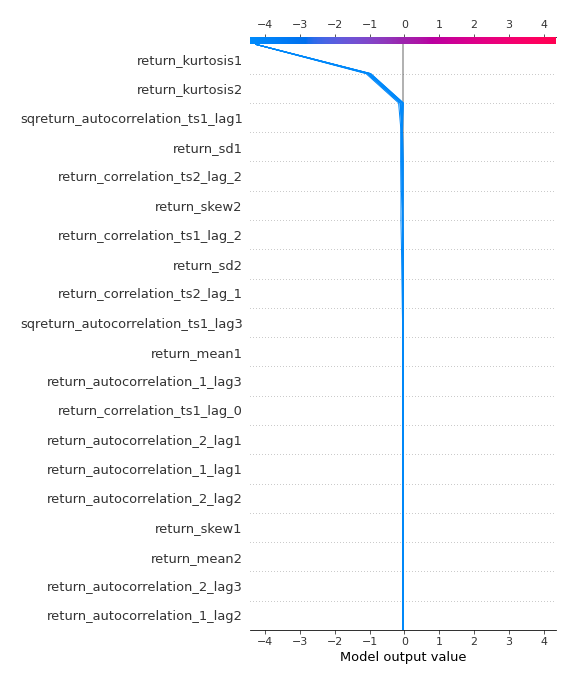 −4 −3 −2 −1 0 1 2 3 4
return_kurtosis1
return_kurtosis2
sqreturn_autocorrelation_ts1_lag1
return_sd1
return_correlation_ts2_lag_2
return_skew2
return_correlation_ts1_lag_2
return_sd2
return_correlation_ts2_lag_1
sqreturn_autocorrelation_ts1_lag3
return_mean1
return_autocorrelation_1_lag3
return_correlation_ts1_lag_0
return_autocorrelation_2_lag1
return_autocorrelation_1_lag1
return_autocorrelation_2_lag2
return_skew1
return_mean2
return_autocorrelation_2_lag3
return_autocorrelation_1_lag2
−4 −3 −2 −1 0 1 2 3 4
Model output value